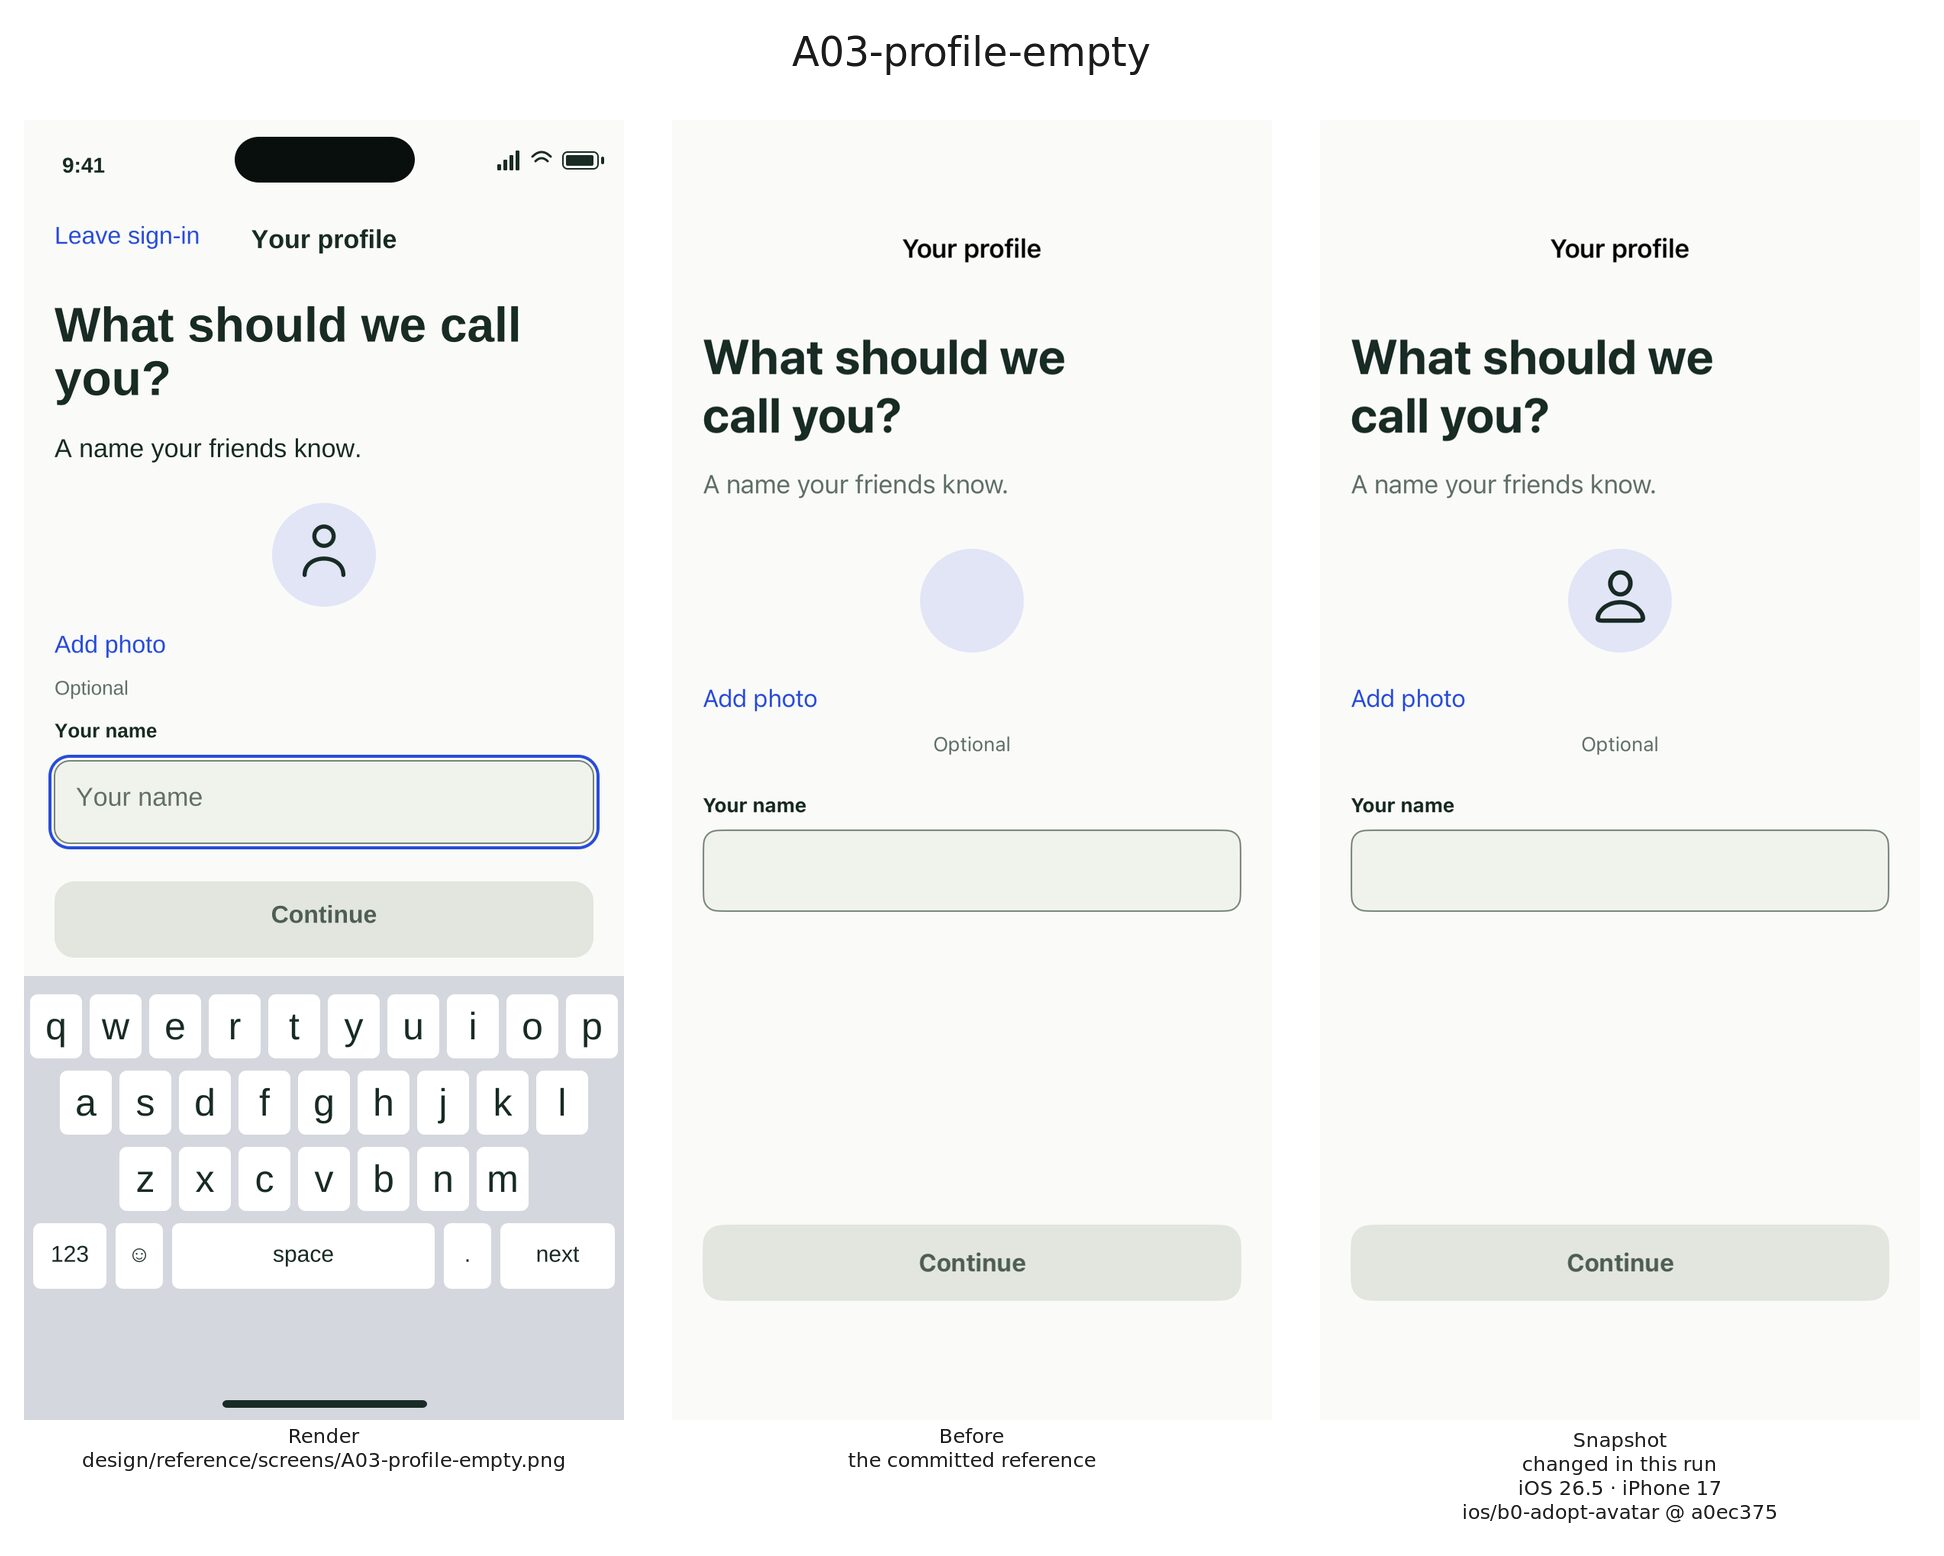 A03-profile-empty
9:41
Leave sign-in Your profile
What should we call
you?
A name your friends know.
Add photo
Optional
Your name
Your name
Continue
q w e r t y u i o p
a s d f g h j k l
z x c v b n m
123 ☺ space . next
Render
design/reference/screens/A03-profile-empty.png
Your profile
What should we
call you?
A name your friends know.
Add photo
Optional
Your name
Continue
Before
the committed reference
Your profile
What should we
call you?
A name your friends know.
Add photo
Optional
Your name
Continue
Snapshot
changed in this run
iOS 26.5 · iPhone 17
ios/b0-adopt-avatar @ a0ec375